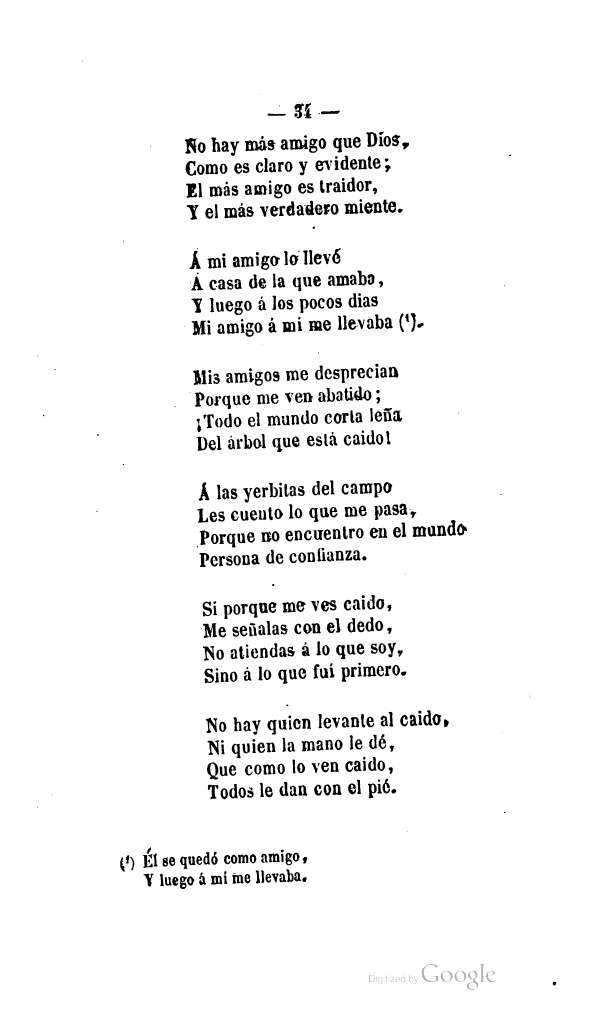 — 34 —
No hay más amigo que Dios,
Como es claro y evidente;
El más amigo es traidor,
Y el más verdadero miente.
Á mi amigo lo llevé
Á casa de la que amaba,
Y luego á los pocos dias
Mi amigo á mi me llevaba (¹).
Mis amigos me desprecian
Porque me ven abatido;
¡Todo el mundo corta leña
Del árbol que está caido!
Á las yerbitas del campo
Les cuento lo que me pasa,
Porque no encuentro en el mundo
Persona de confianza.
Si porque me ves caido,
Me señalas con el dedo,
No atiendas á lo que soy,
Sino á lo que fuí primero.
No hay quien levante al caido,
Ni quien la mano le dé,
Que como lo ven caido,
Todos le dan con el pié.
(¹) Él se quedó como amigo,
Y luego á mí me llevaba.
Digitized by Google